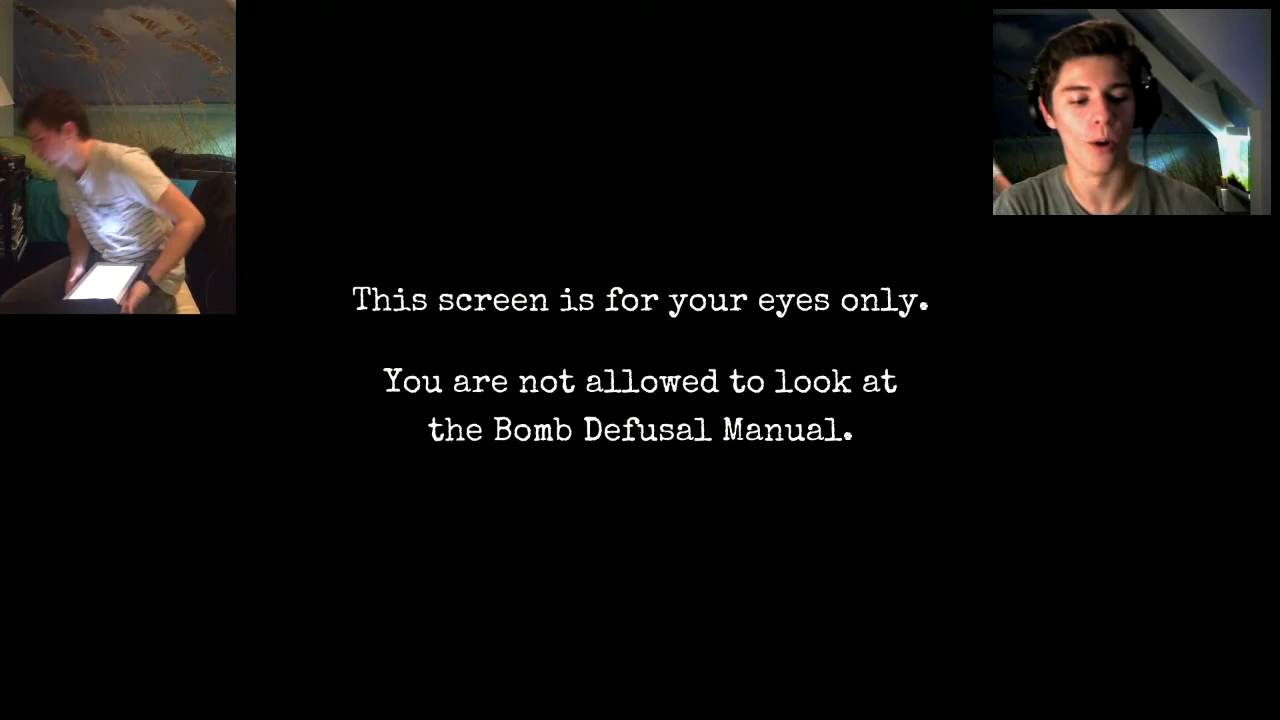 This screen is for your eyes only.
You are not allowed to look at
the Bomb Defusal Manual.